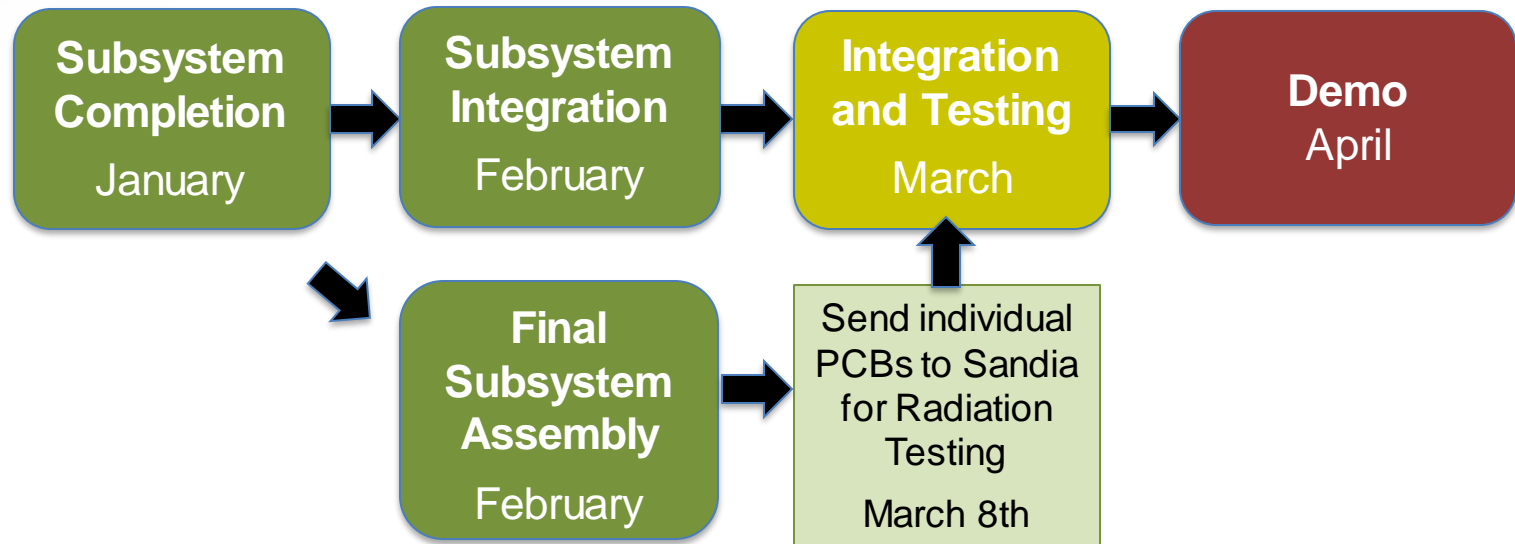 Subsystem
Completion
January
Subsystem
Integration
February
Integration
and Testing
March
Demo
April
Final
Subsystem
Assembly
February
Send individual
PCBs to Sandia
for Radiation
Testing
March 8th